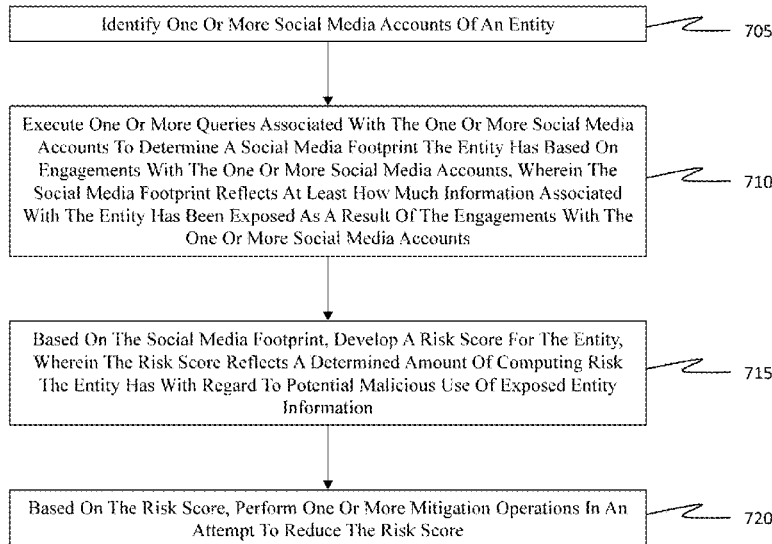 Identify One Or More Social Media Accounts Of An Entity
705
Execute One Or More Queries Associated With The One Or More Social Media
Accounts To Determine A Social Media Footprint The Entity Has Based On
Engagements With The One Or More Social Media Accounts, Wherein The
Social Media Footprint Reflects At Least How Much Information Associated
With The Entity Has Been Exposed As A Result Of The Engagements With The
One Or More Social Media Accounts
710
Based On The Social Media Footprint, Develop A Risk Score For The Entity,
Wherein The Risk Score Reflects A Determined Amount Of Computing Risk
The Entity Has With Regard To Potential Malicious Use Of Exposed Entity
Information
715
Based On The Risk Score, Perform One Or More Mitigation Operations In An
Attempt To Reduce The Risk Score
720